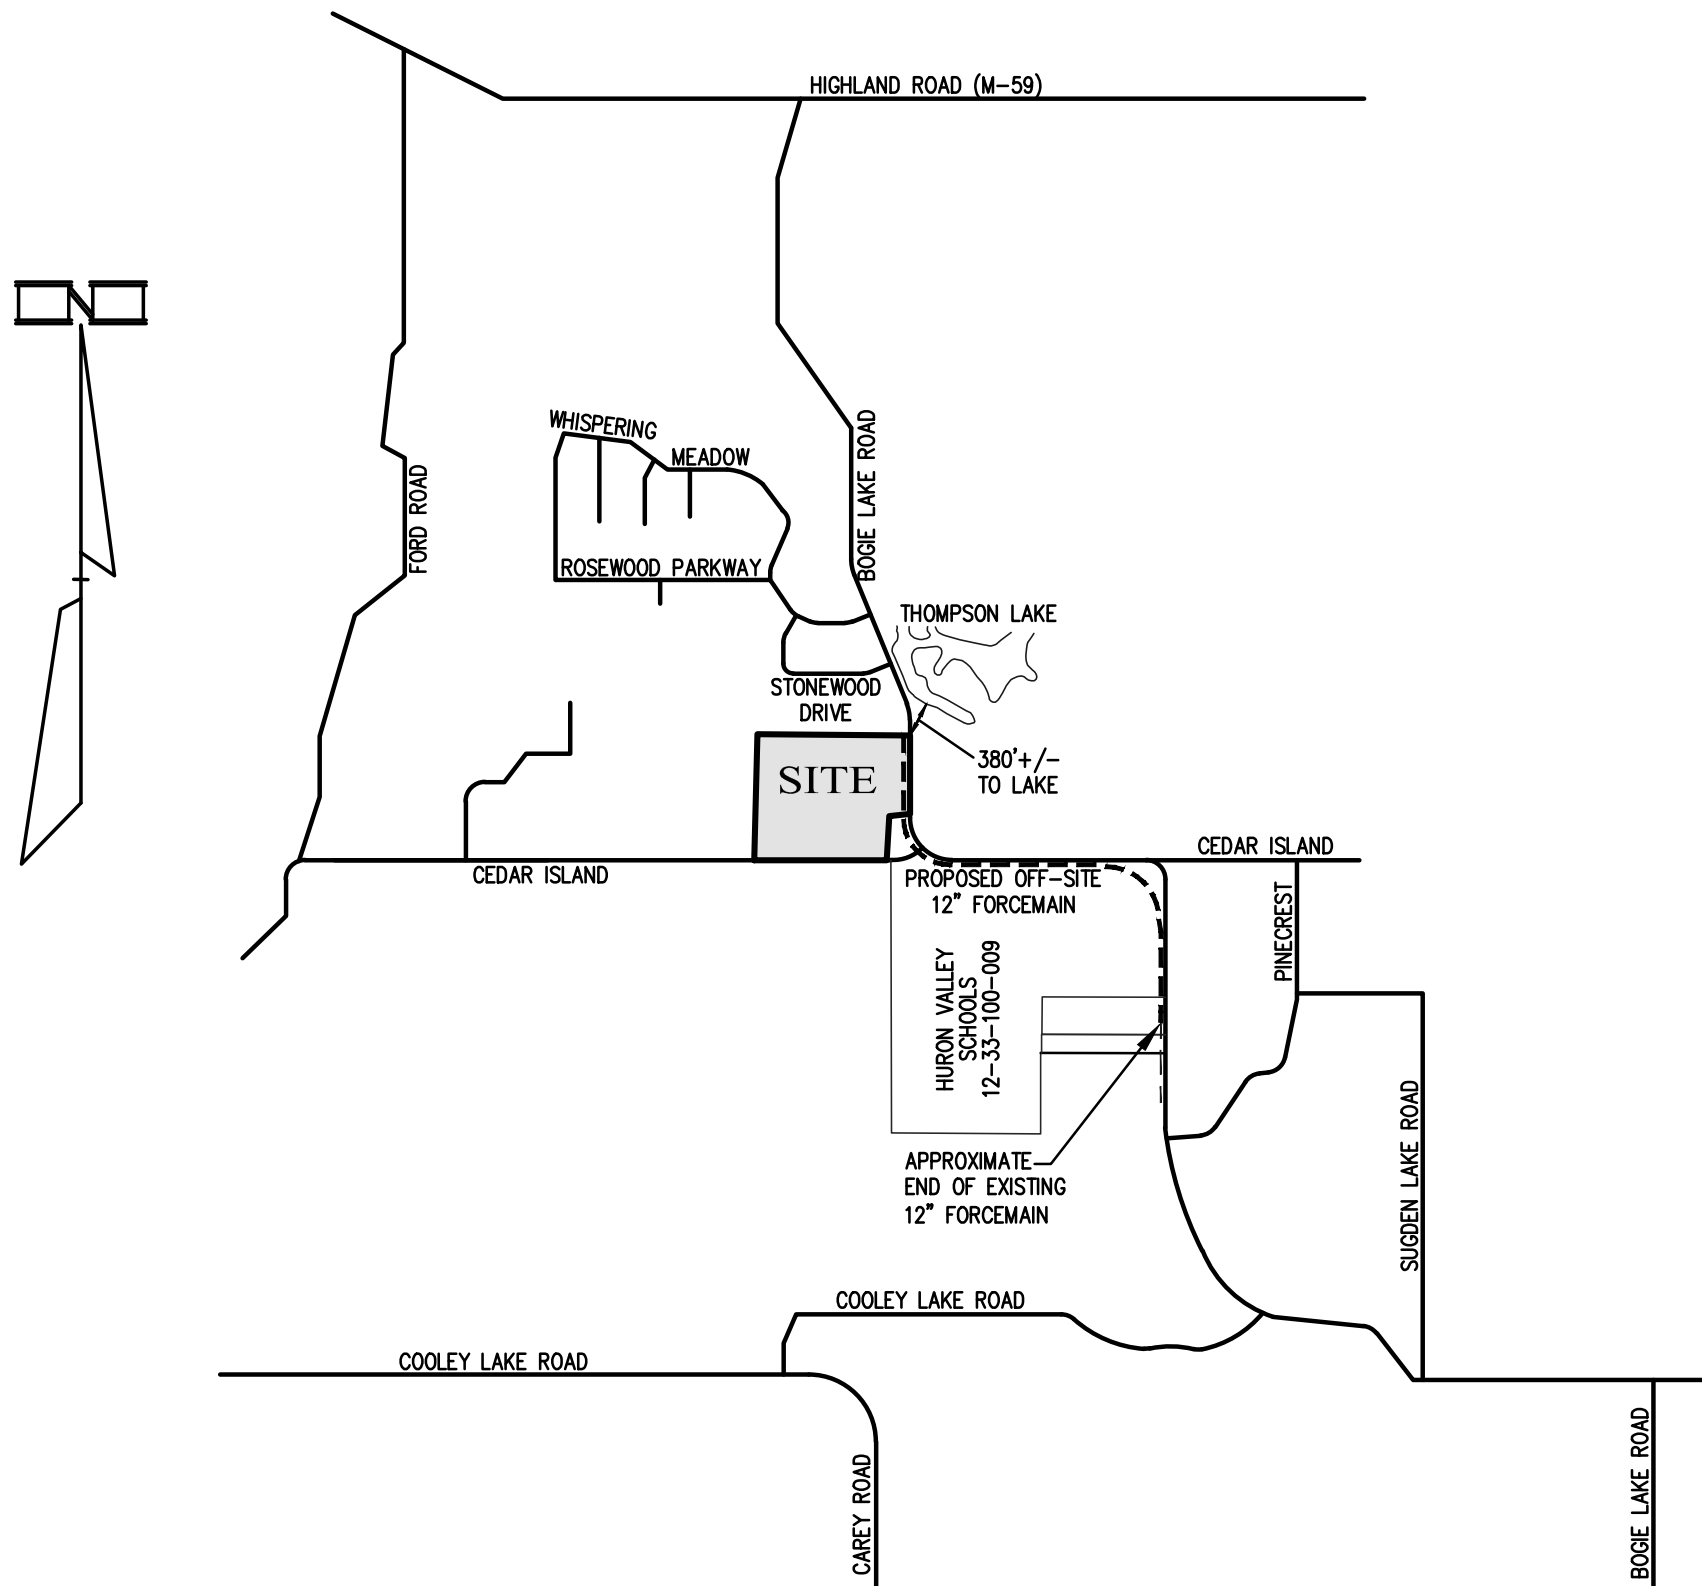 HIGHLAND ROAD (M-59)
N
WHISPERING
MEADOW
BOGIE LAKE ROAD
FORD ROAD
ROSEWOOD PARKWAY
THOMPSON LAKE
STONEWOOD
DRIVE
380'+/-
TO LAKE
SITE
CEDAR ISLAND
CEDAR ISLAND
PROPOSED OFF-SITE
12" FORCEMAIN
PINECREST
HURON VALLEY
SCHOOLS
12-33-100-009
APPROXIMATE
END OF EXISTING
12" FORCEMAIN
SUGDEN LAKE ROAD
COOLEY LAKE ROAD
COOLEY LAKE ROAD
CAREY ROAD
BOGIE LAKE ROAD